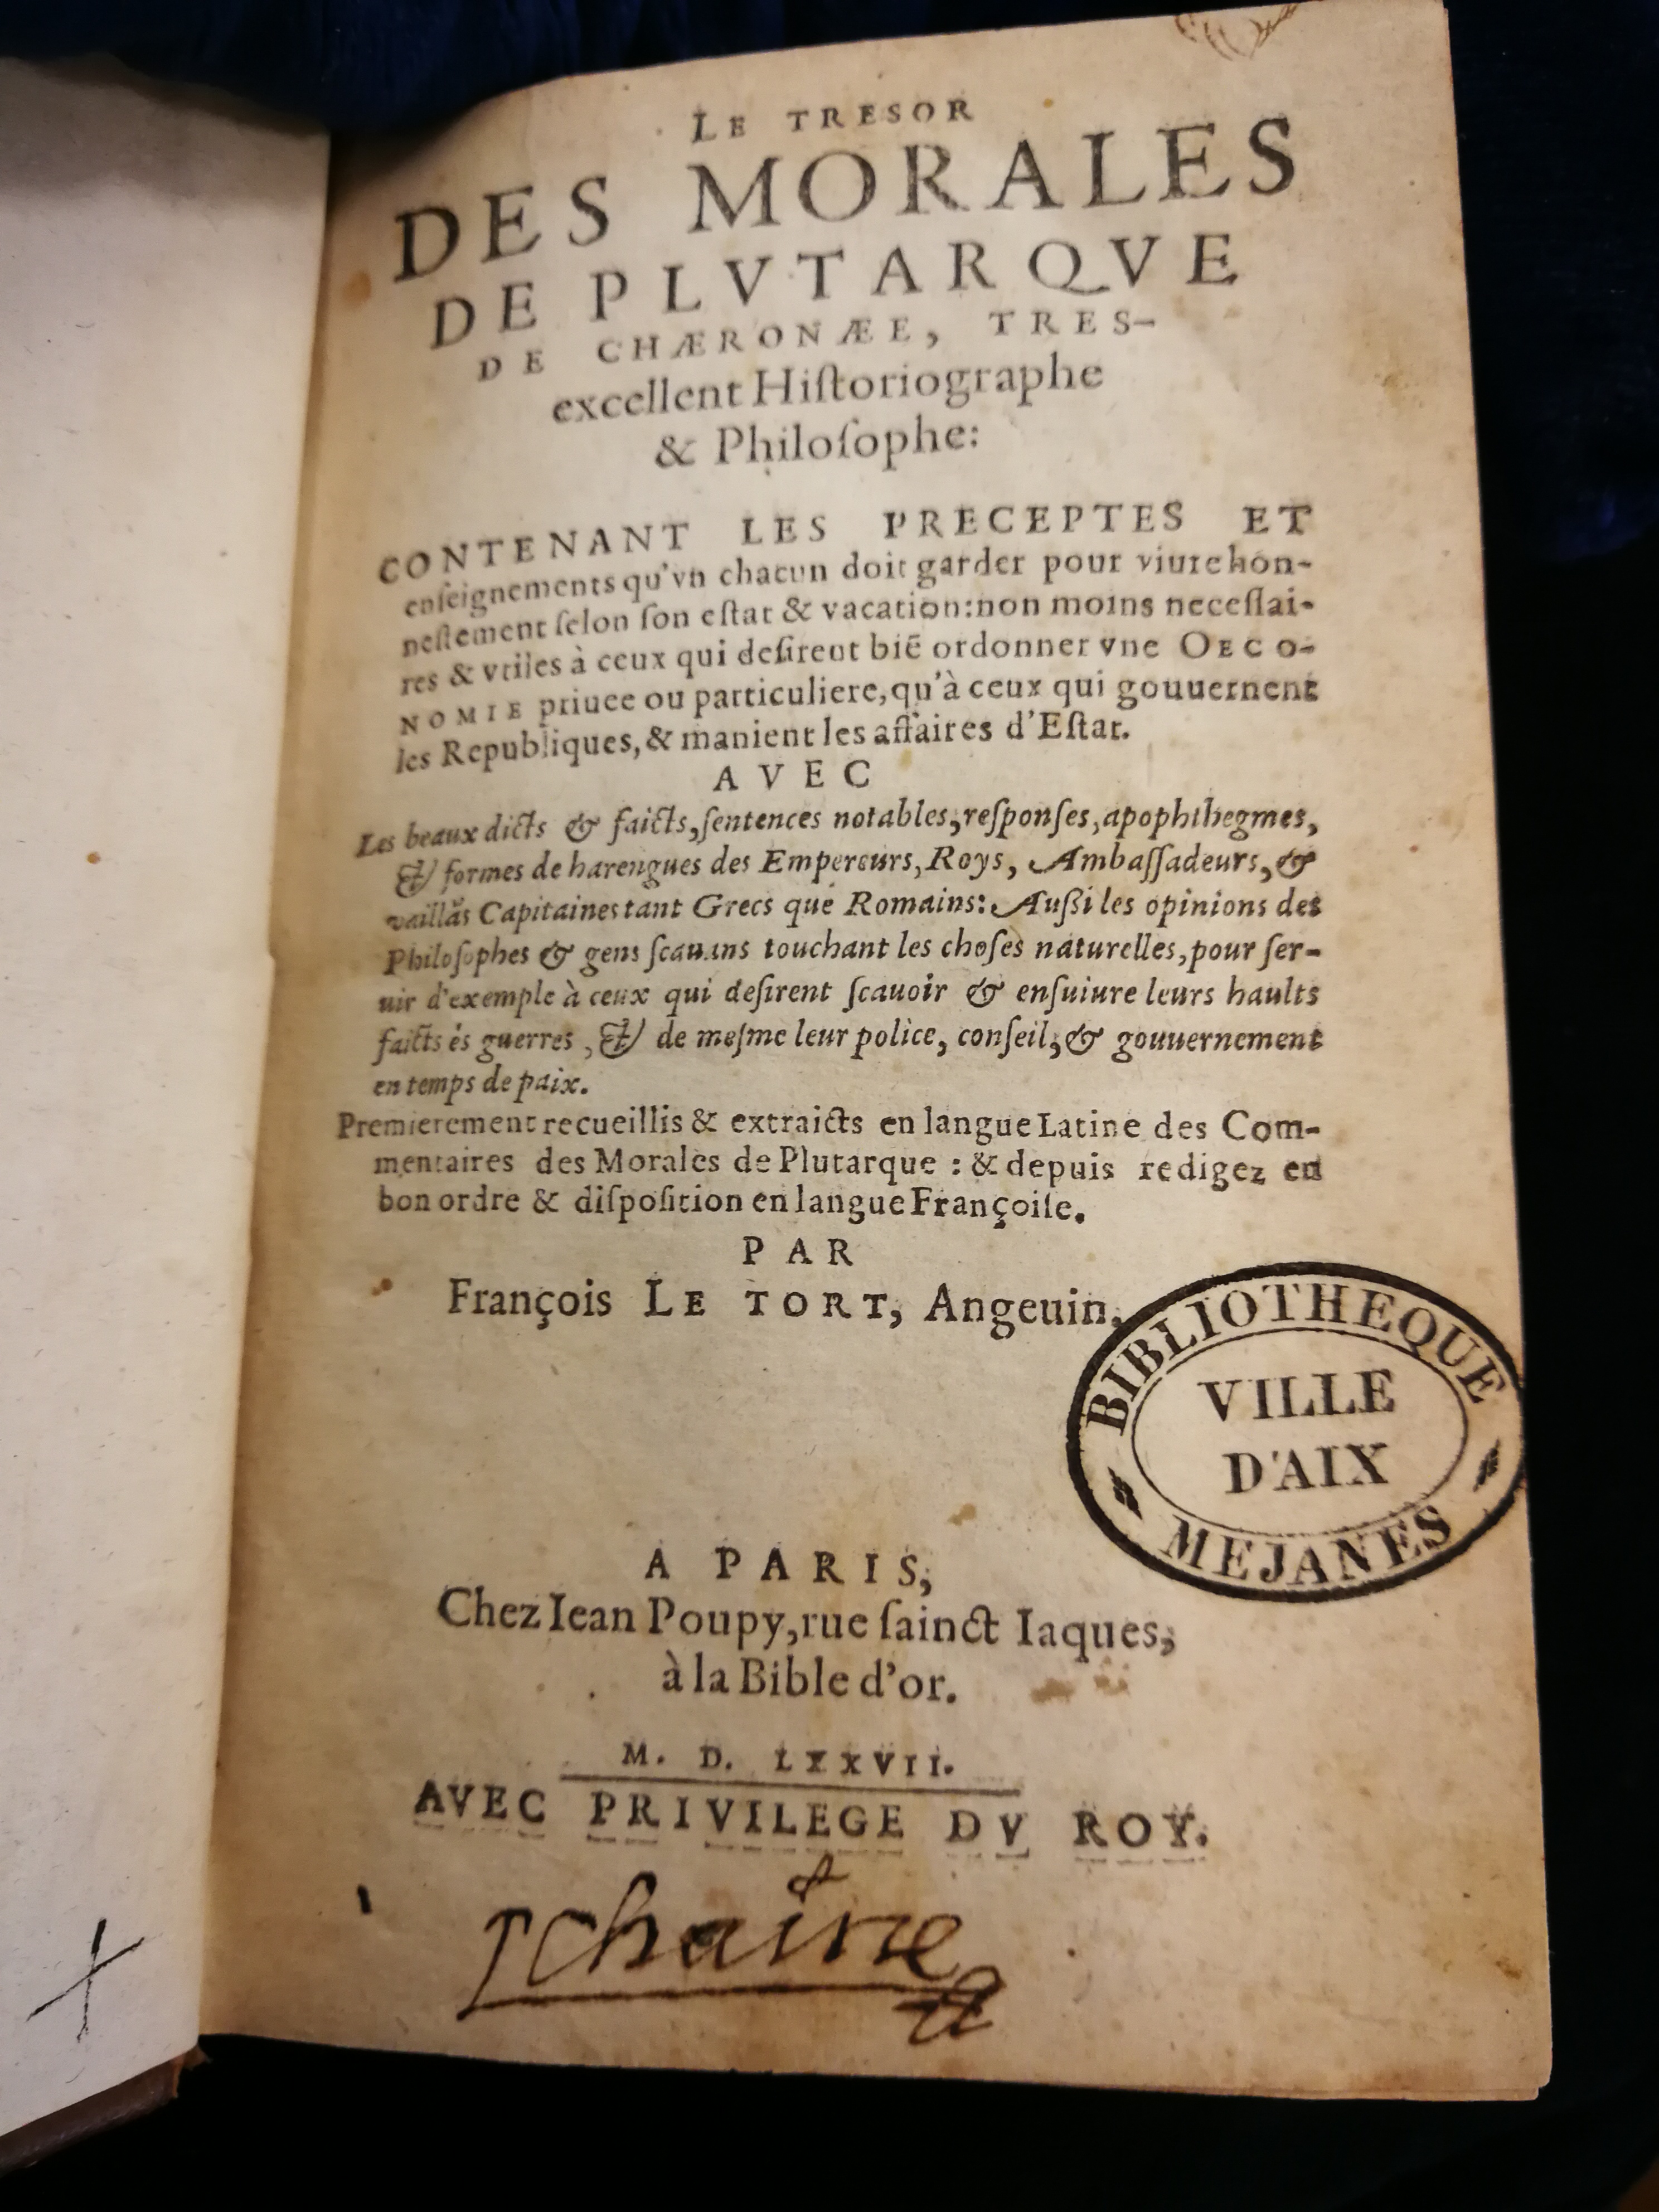 LE TRESOR
DES MORALES
DE PLVTARQVE
DE CHÆRONÆE, TRES-
excellent Hiſtoriographe
& Philoſophe:
CONTENANT LES PRECEPTES ET
enſeignements qu'vn chacun doit garder pour viure hon-
neſtement ſelon ſon eſtat & vacation: non moins neceſſai-
res & vtiles à ceux qui deſirent biẽ ordonner vne OECO-
NOMIE priuee ou particuliere, qu'à ceux qui gouuernent
les Republiques, & manient les affaires d'Eſtat.
AVEC
Les beaux dicts & faicts, ſentences notables, reſponſes, apophthegmes,
& formes de harengues des Empereurs, Roys, Ambaſſadeurs, &
vaillãs Capitaines tant Grecs que Romains: Außi les opinions des
Philoſophes & gens ſcauans touchant les choſes naturelles, pour ſer-
uir d'exemple à ceux qui deſirent ſcauoir & enſuiure leurs haults
faicts és guerres, & de meſme leur police, conſeil, & gouuernement
en temps de paix.
Premierement recueillis & extraicts en langue Latine des Com-
mentaires des Morales de Plutarque : & depuis redigez en
bon ordre & diſpoſition en langue Françoiſe.
PAR
François LE TORT, Angeuin.
BIBLIOTHEQUE
VILLE
D'AIX
MEJANES
A PARIS,
Chez Iean Poupy, rue ſainct Iaques,
à la Bible d'or.
M. D. LXXVII.
AVEC PRIVILEGE DV ROY.